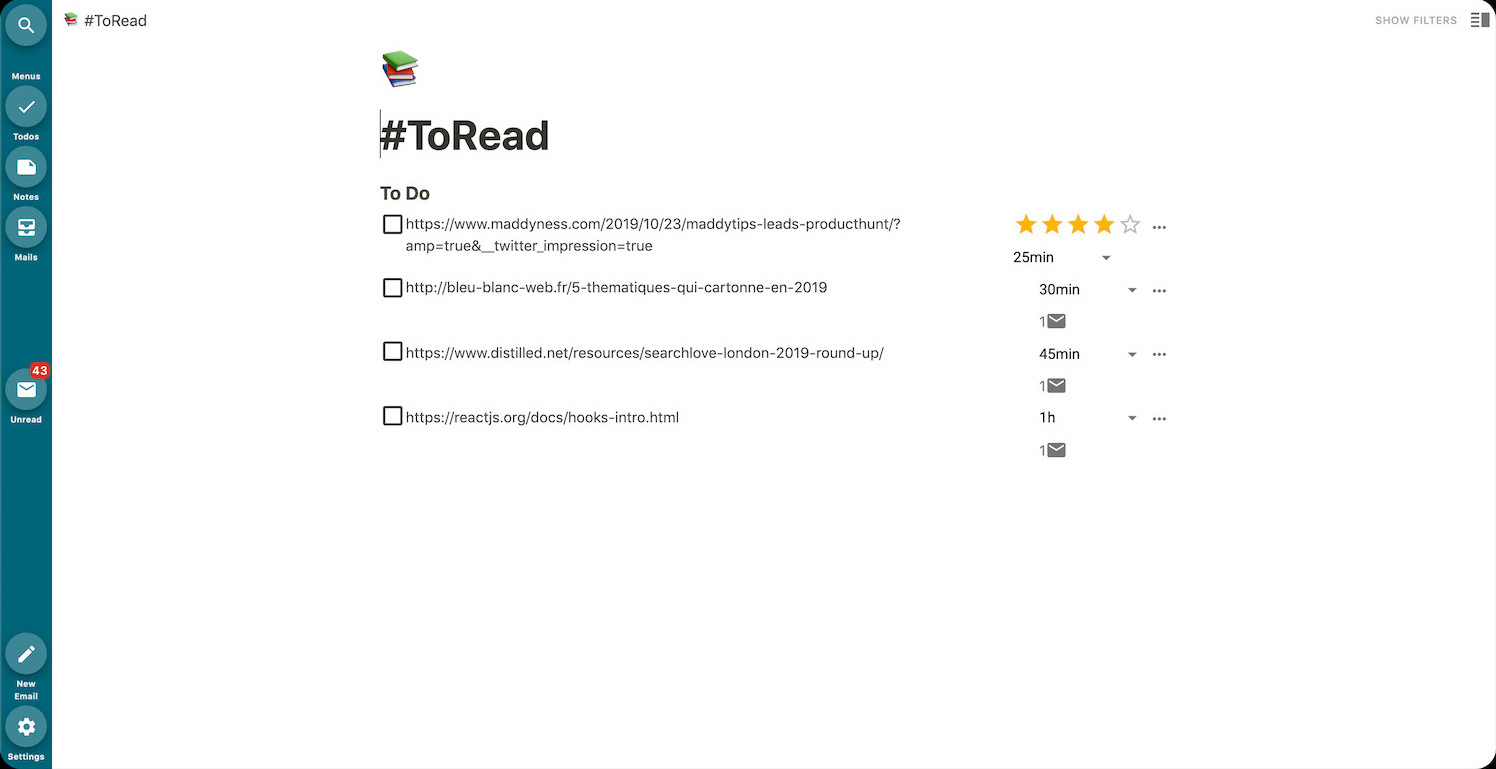 #ToRead
SHOW FILTERS
Menus
Todos
Notes
Mails
43
Unread
New
Email
Settings
#ToRead
To Do
https://www.maddyness.com/2019/10/23/maddytips-leads-producthunt/?
amp=true&__twitter_impression=true
25min
http://bleu-blanc-web.fr/5-thematiques-qui-cartonne-en-2019
30min
1
https://www.distilled.net/resources/searchlove-london-2019-round-up/
45min
1
https://reactjs.org/docs/hooks-intro.html
1h
1